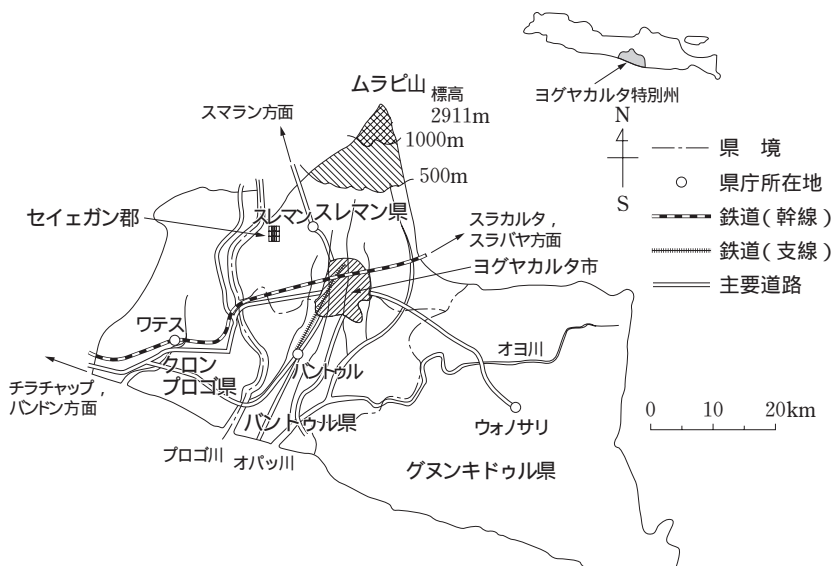 ヨグヤカルタ特別州
N
S
県 境
県庁所在地
鉄道(幹線)
鉄道(支線)
主要道路
ムラピ山
標高
2911m
1000m
500m
スマラン方面
セイェガン郡
スレマン
スレマン県
スラカルタ,
スラバヤ方面
ヨグヤカルタ市
ワテス
クロン
プロゴ県
チラチャップ,
バンドン方面
バントゥル
バントゥル県
オヨ川
ウォノサリ
プロゴ川
オパッ川
グヌンキドゥル県
0 10 20km